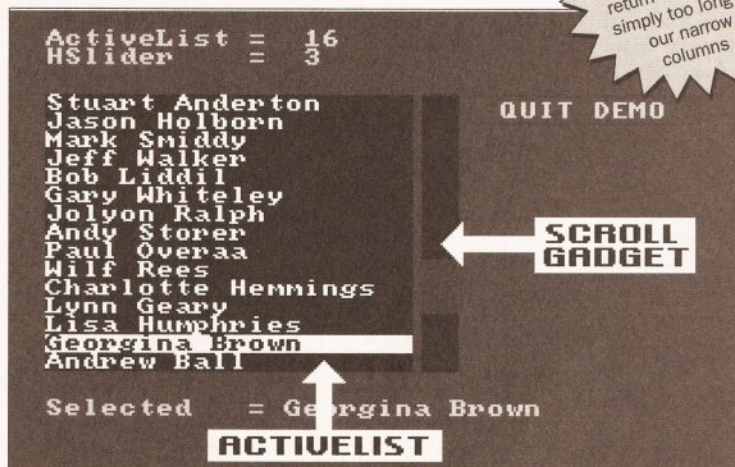 return
simply too long
our narrow
columns
ActiveList = 16
HSlider = 3
Stuart Anderton
Jason Holborn
Mark Smiddy
Jeff Walker
Bob Liddil
Gary Whiteley
Jolyon Ralph
Andy Storer
Paul Overaa
Wilf Rees
Charlotte Hemmings
Lynn Geary
Lisa Humphries
Georgina Brown
Andrew Ball
QUIT DEMO
SCROLL
GADGET
Selected = Georgina Brown
ACTIVELIST